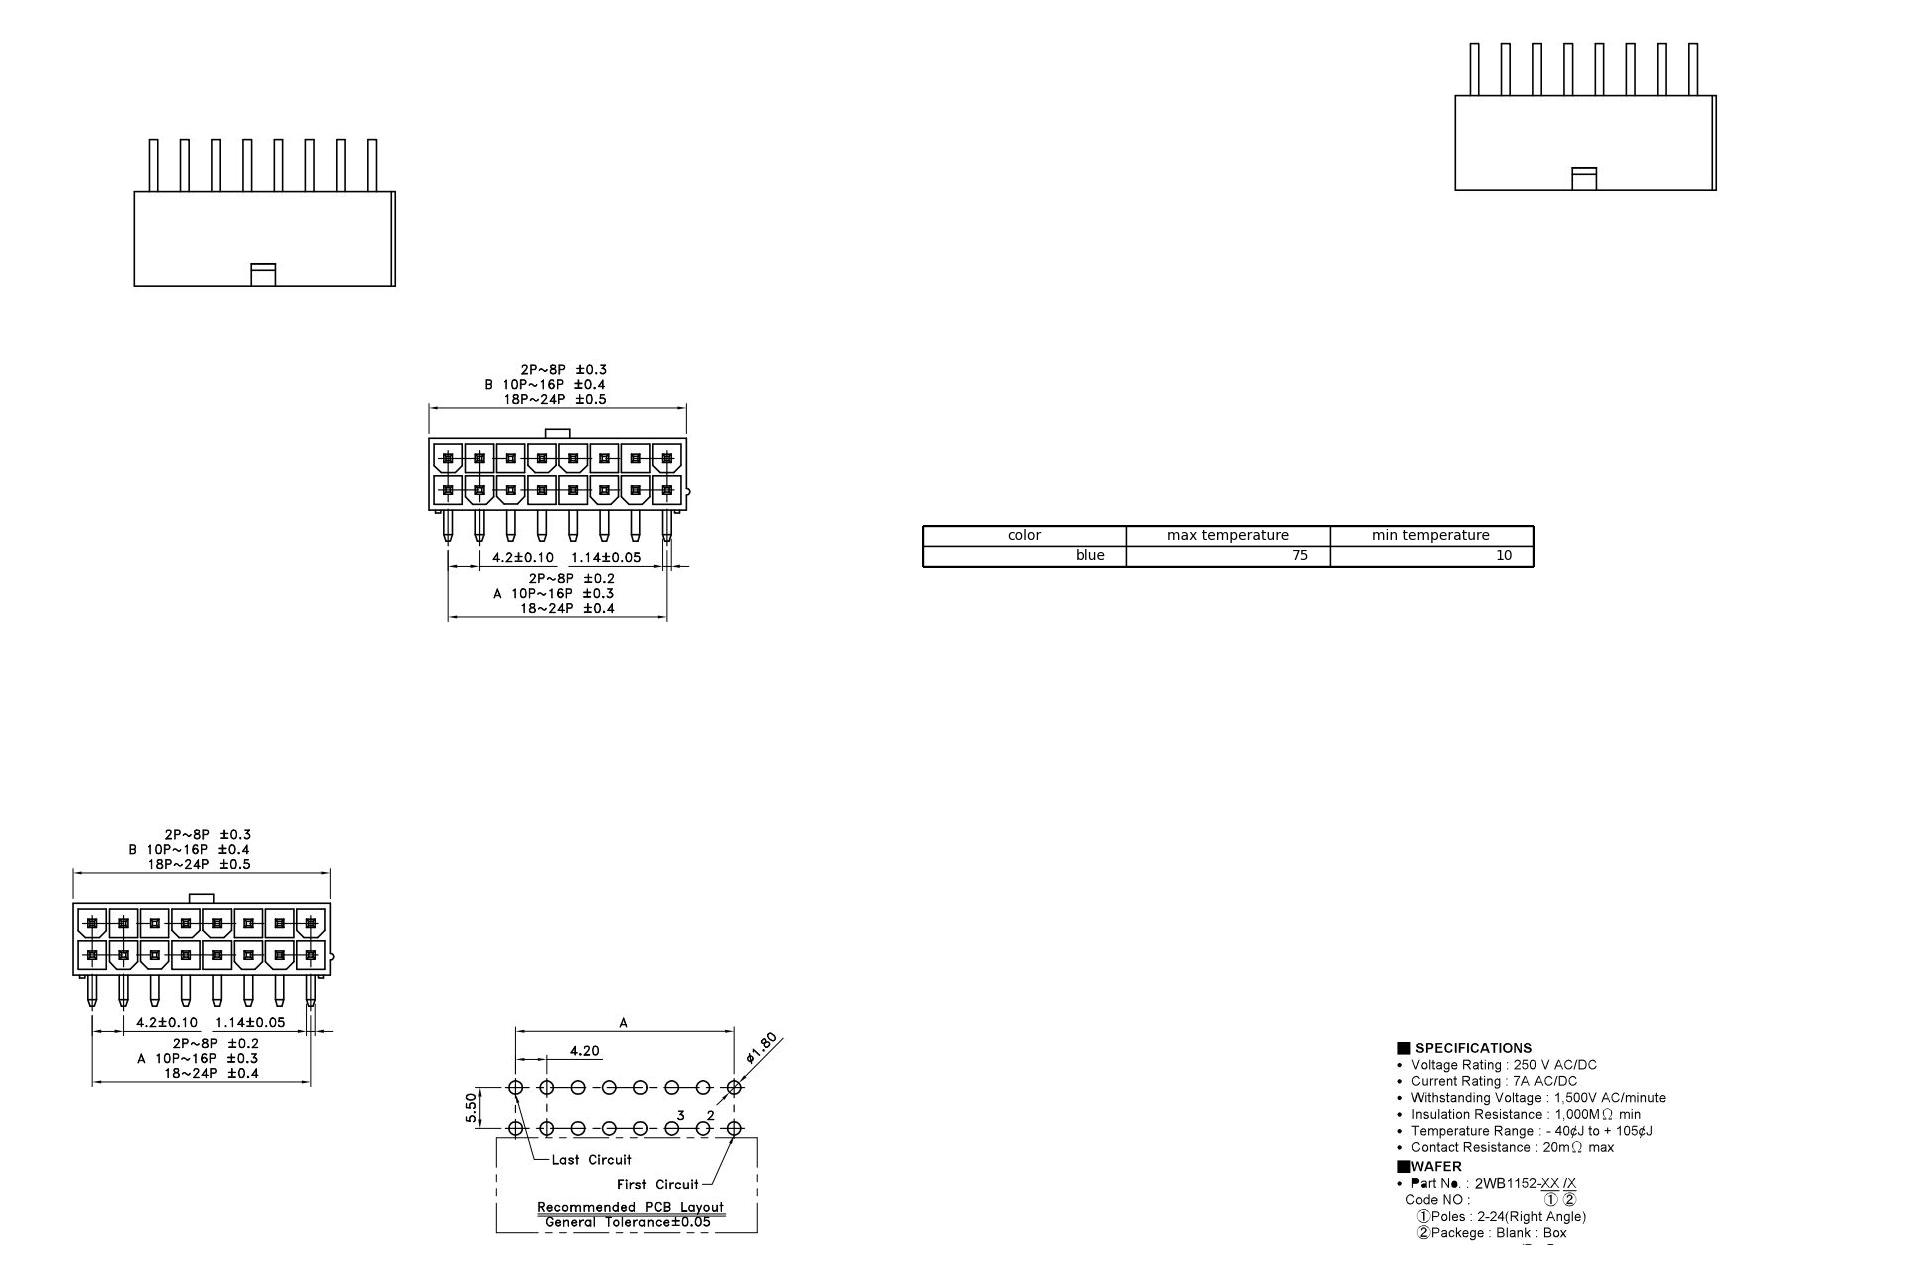 2P~8P ±0.3
B 10P~16P ±0.4
18P~24P ±0.5
4.2±0.10 1.14±0.05
2P~8P ±0.2
A 10P~16P ±0.3
18~24P ±0.4
color max temperature min temperature
blue 75 10
2P~8P ±0.3
B 10P~16P ±0.4
18P~24P ±0.5
4.2±0.10 1.14±0.05
2P~8P ±0.2
A 10P~16P ±0.3
18~24P ±0.4
A
4.20
ø1.80
5.50
3 2
Last Circuit
First Circuit
Recommended PCB Layout
General Tolerance±0.05
■ SPECIFICATIONS
• Voltage Rating : 250 V AC/DC
• Current Rating : 7A AC/DC
• Withstanding Voltage : 1,500V AC/minute
• Insulation Resistance : 1,000MΩ min
• Temperature Range : - 40¢J to + 105¢J
• Contact Resistance : 20mΩ max
■WAFER
• Part No. : 2WB1152-XX /X
Code NO : ① ②
①Poles : 2-24(Right Angle)
②Packege : Blank : Box